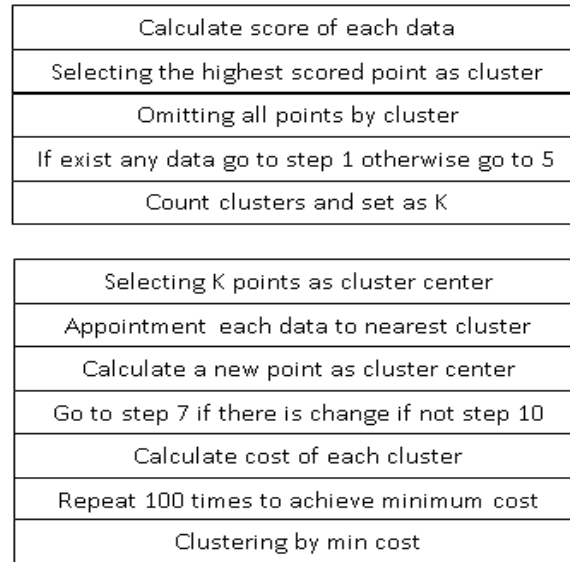 Calculate score of each data
Selecting the highest scored point as cluster
Omitting all points by cluster
If exist any data go to step 1 otherwise go to 5
Count clusters and set as K
Selecting K points as cluster center
Appointment each data to nearest cluster
Calculate a new point as cluster center
Go to step 7 if there is change if not step 10
Calculate cost of each cluster
Repeat 100 times to achieve minimum cost
Clustering by min cost